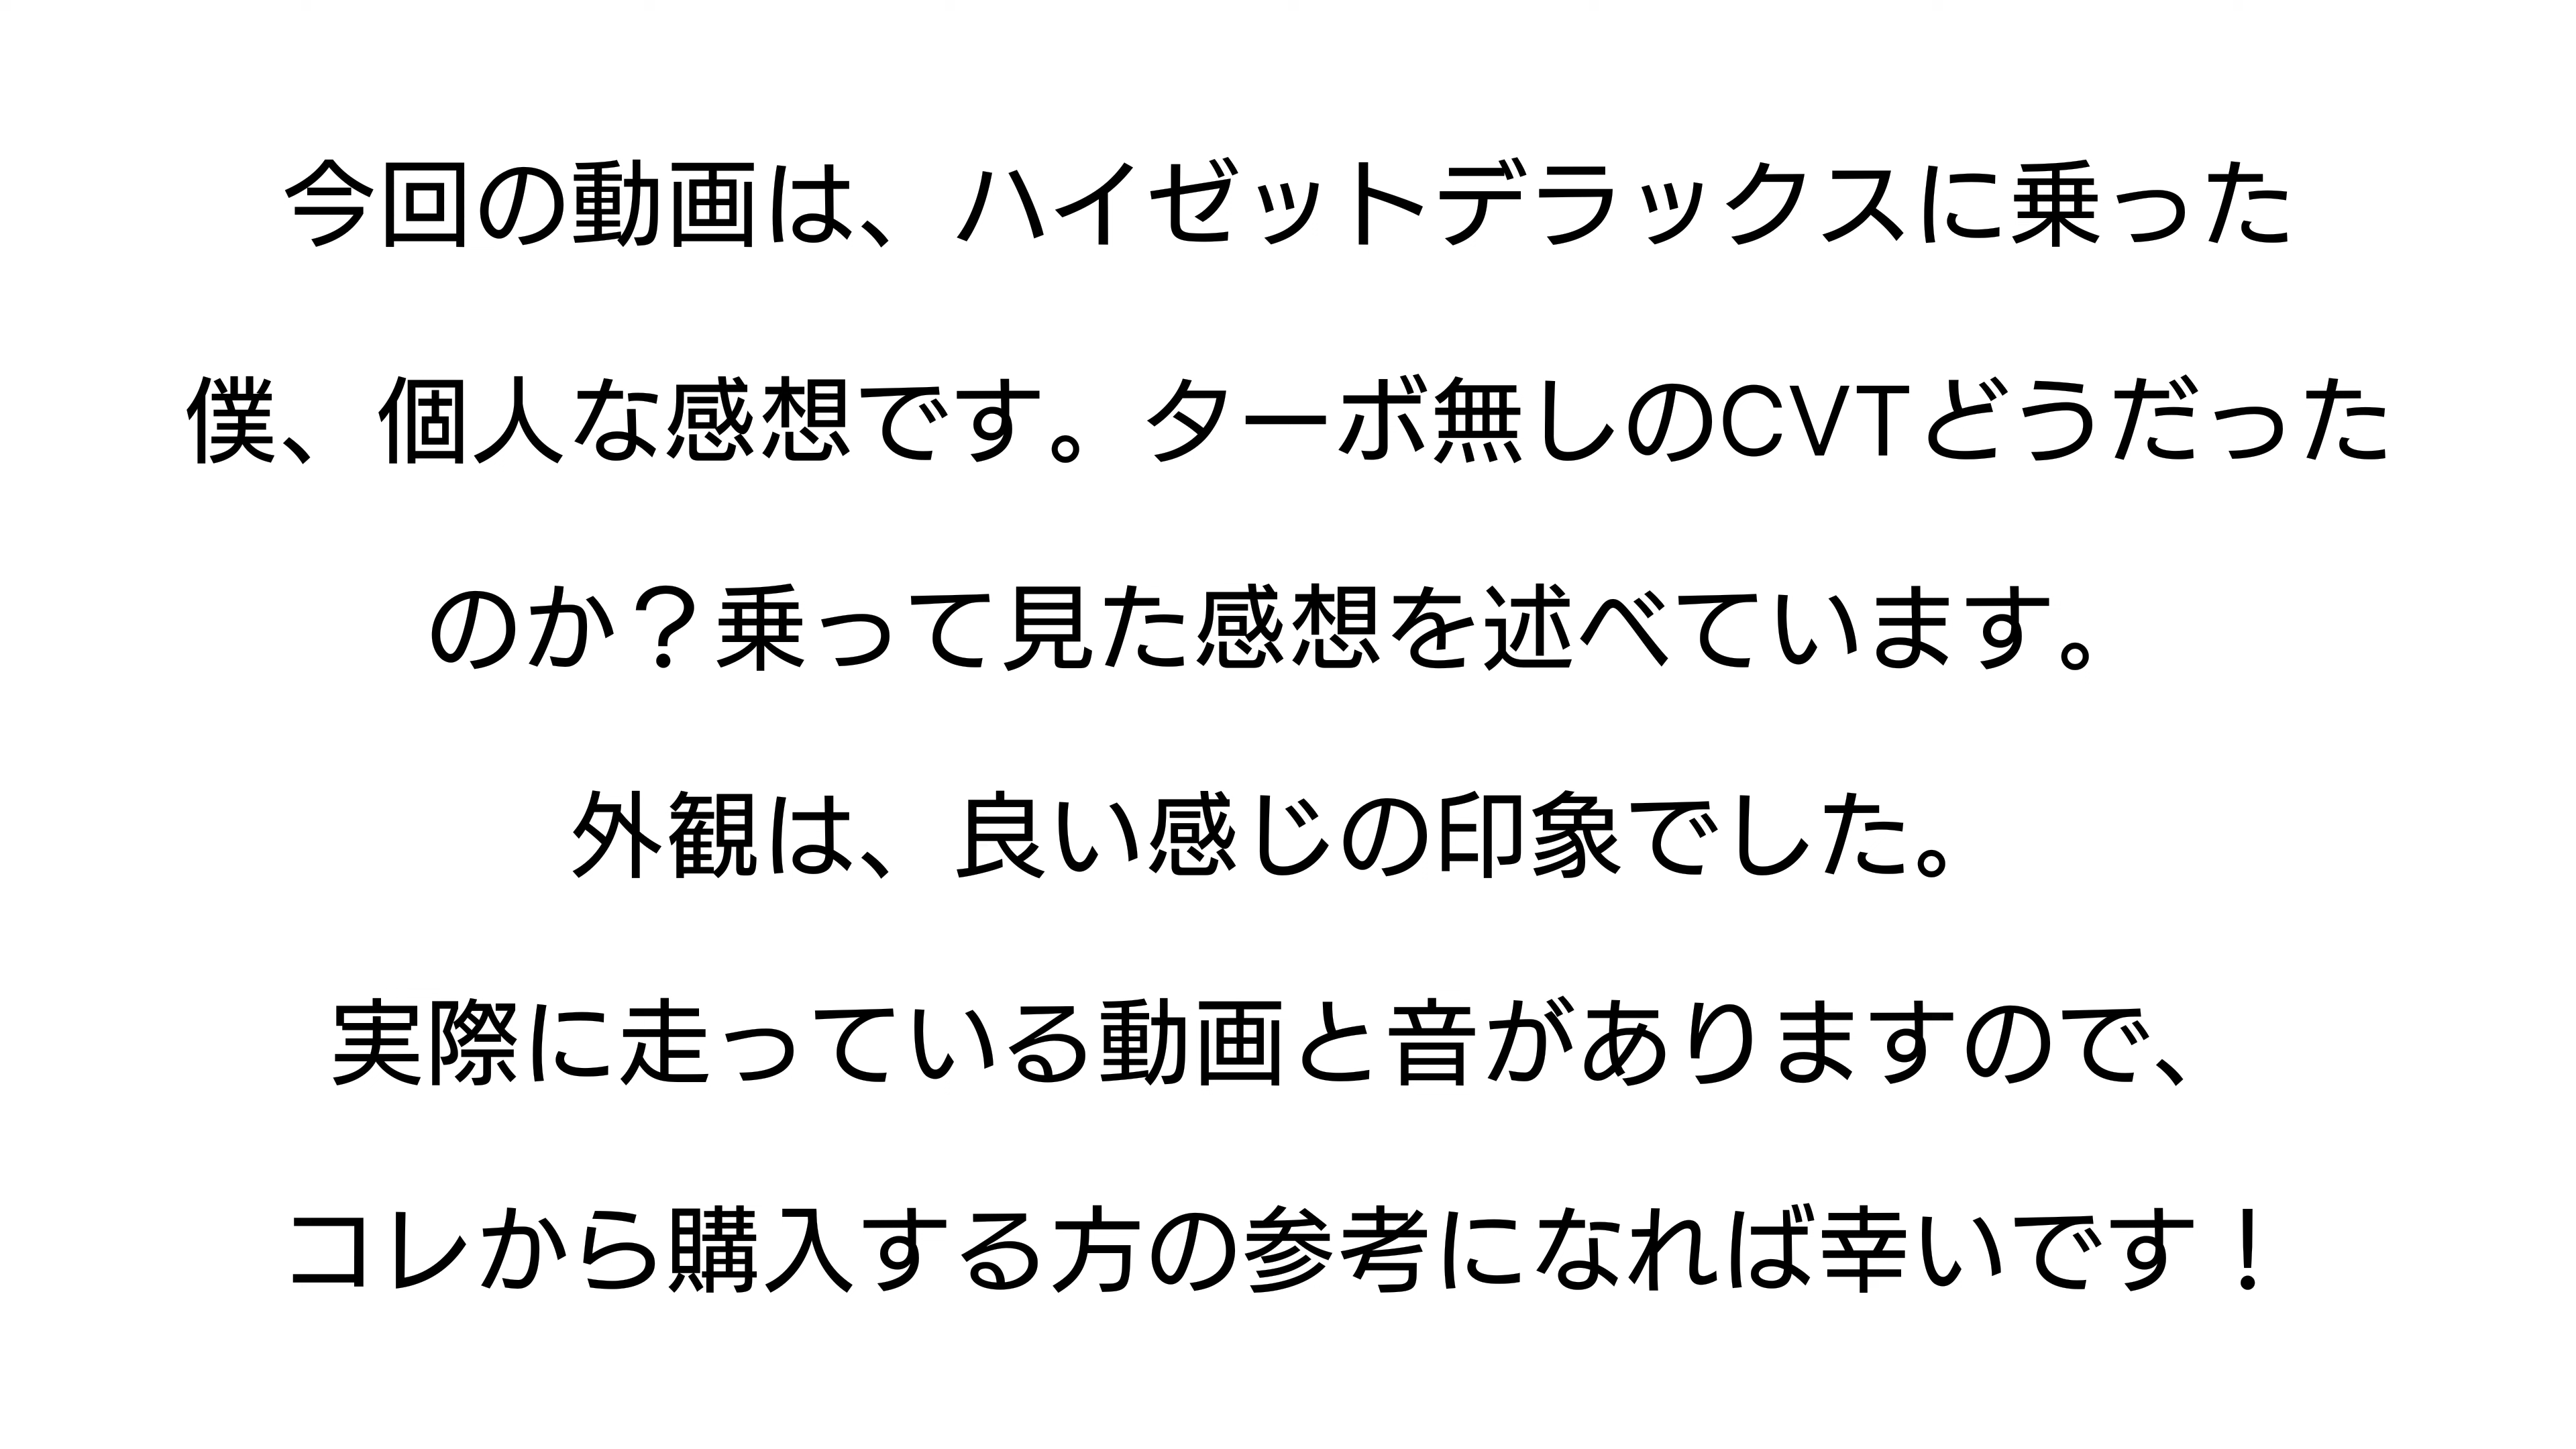 今回の動画は、ハイゼットデラックスに乗った
僕、個人な感想です。ターボ無しのCVTどうだった
のか？乗って見た感想を述べています。
外観は、良い感じの印象でした。
実際に走っている動画と音がありますので、
コレから購入する方の参考になれば幸いです！